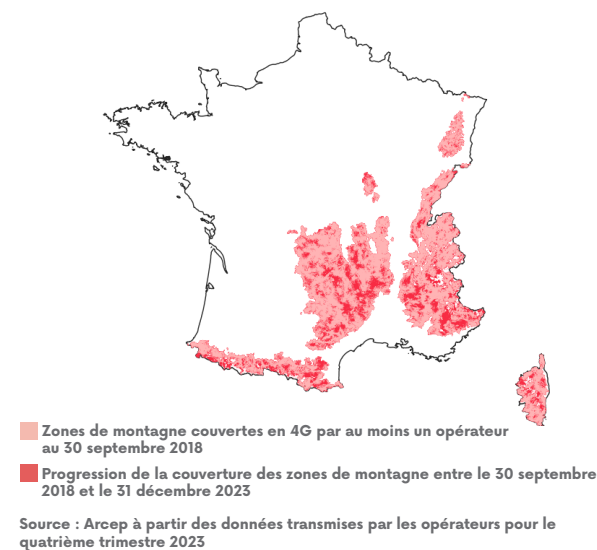 Zones de montagne couvertes en 4G par au moins un opérateur
au 30 septembre 2018
Progression de la couverture des zones de montagne entre le 30 septembre
2018 et le 31 décembre 2023
Source : Arcep à partir des données transmises par les opérateurs pour le
quatrième trimestre 2023